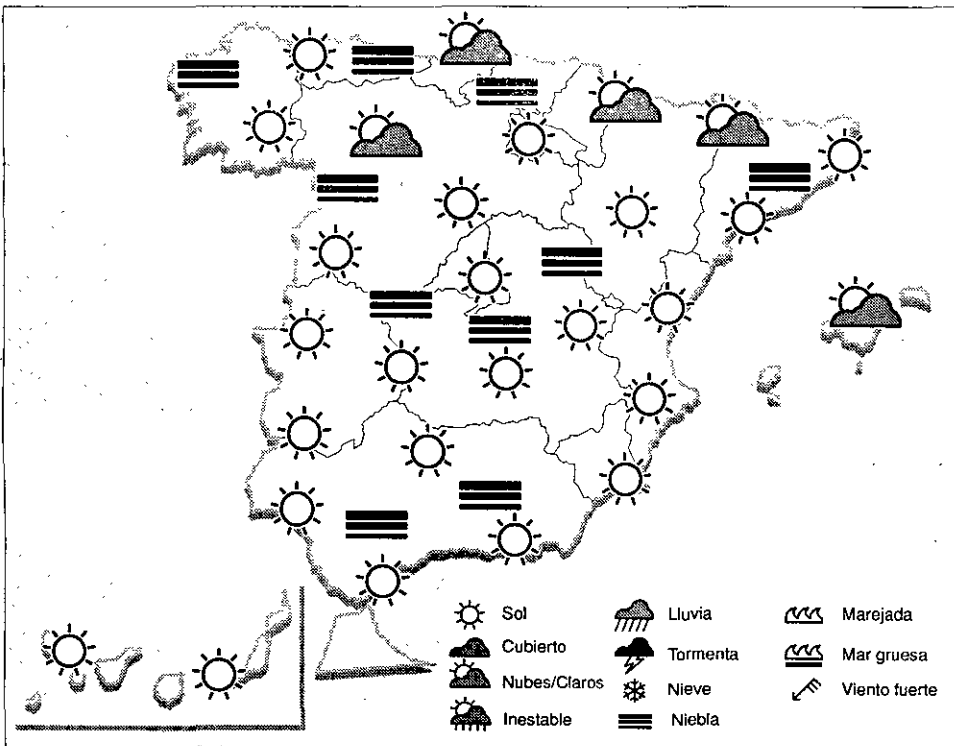 Sol
Cubierto
Nubes/Claros
Inestable
Lluvia
Tormenta
Nieve
Niebla
Marejada
Mar gruesa
Viento fuerte